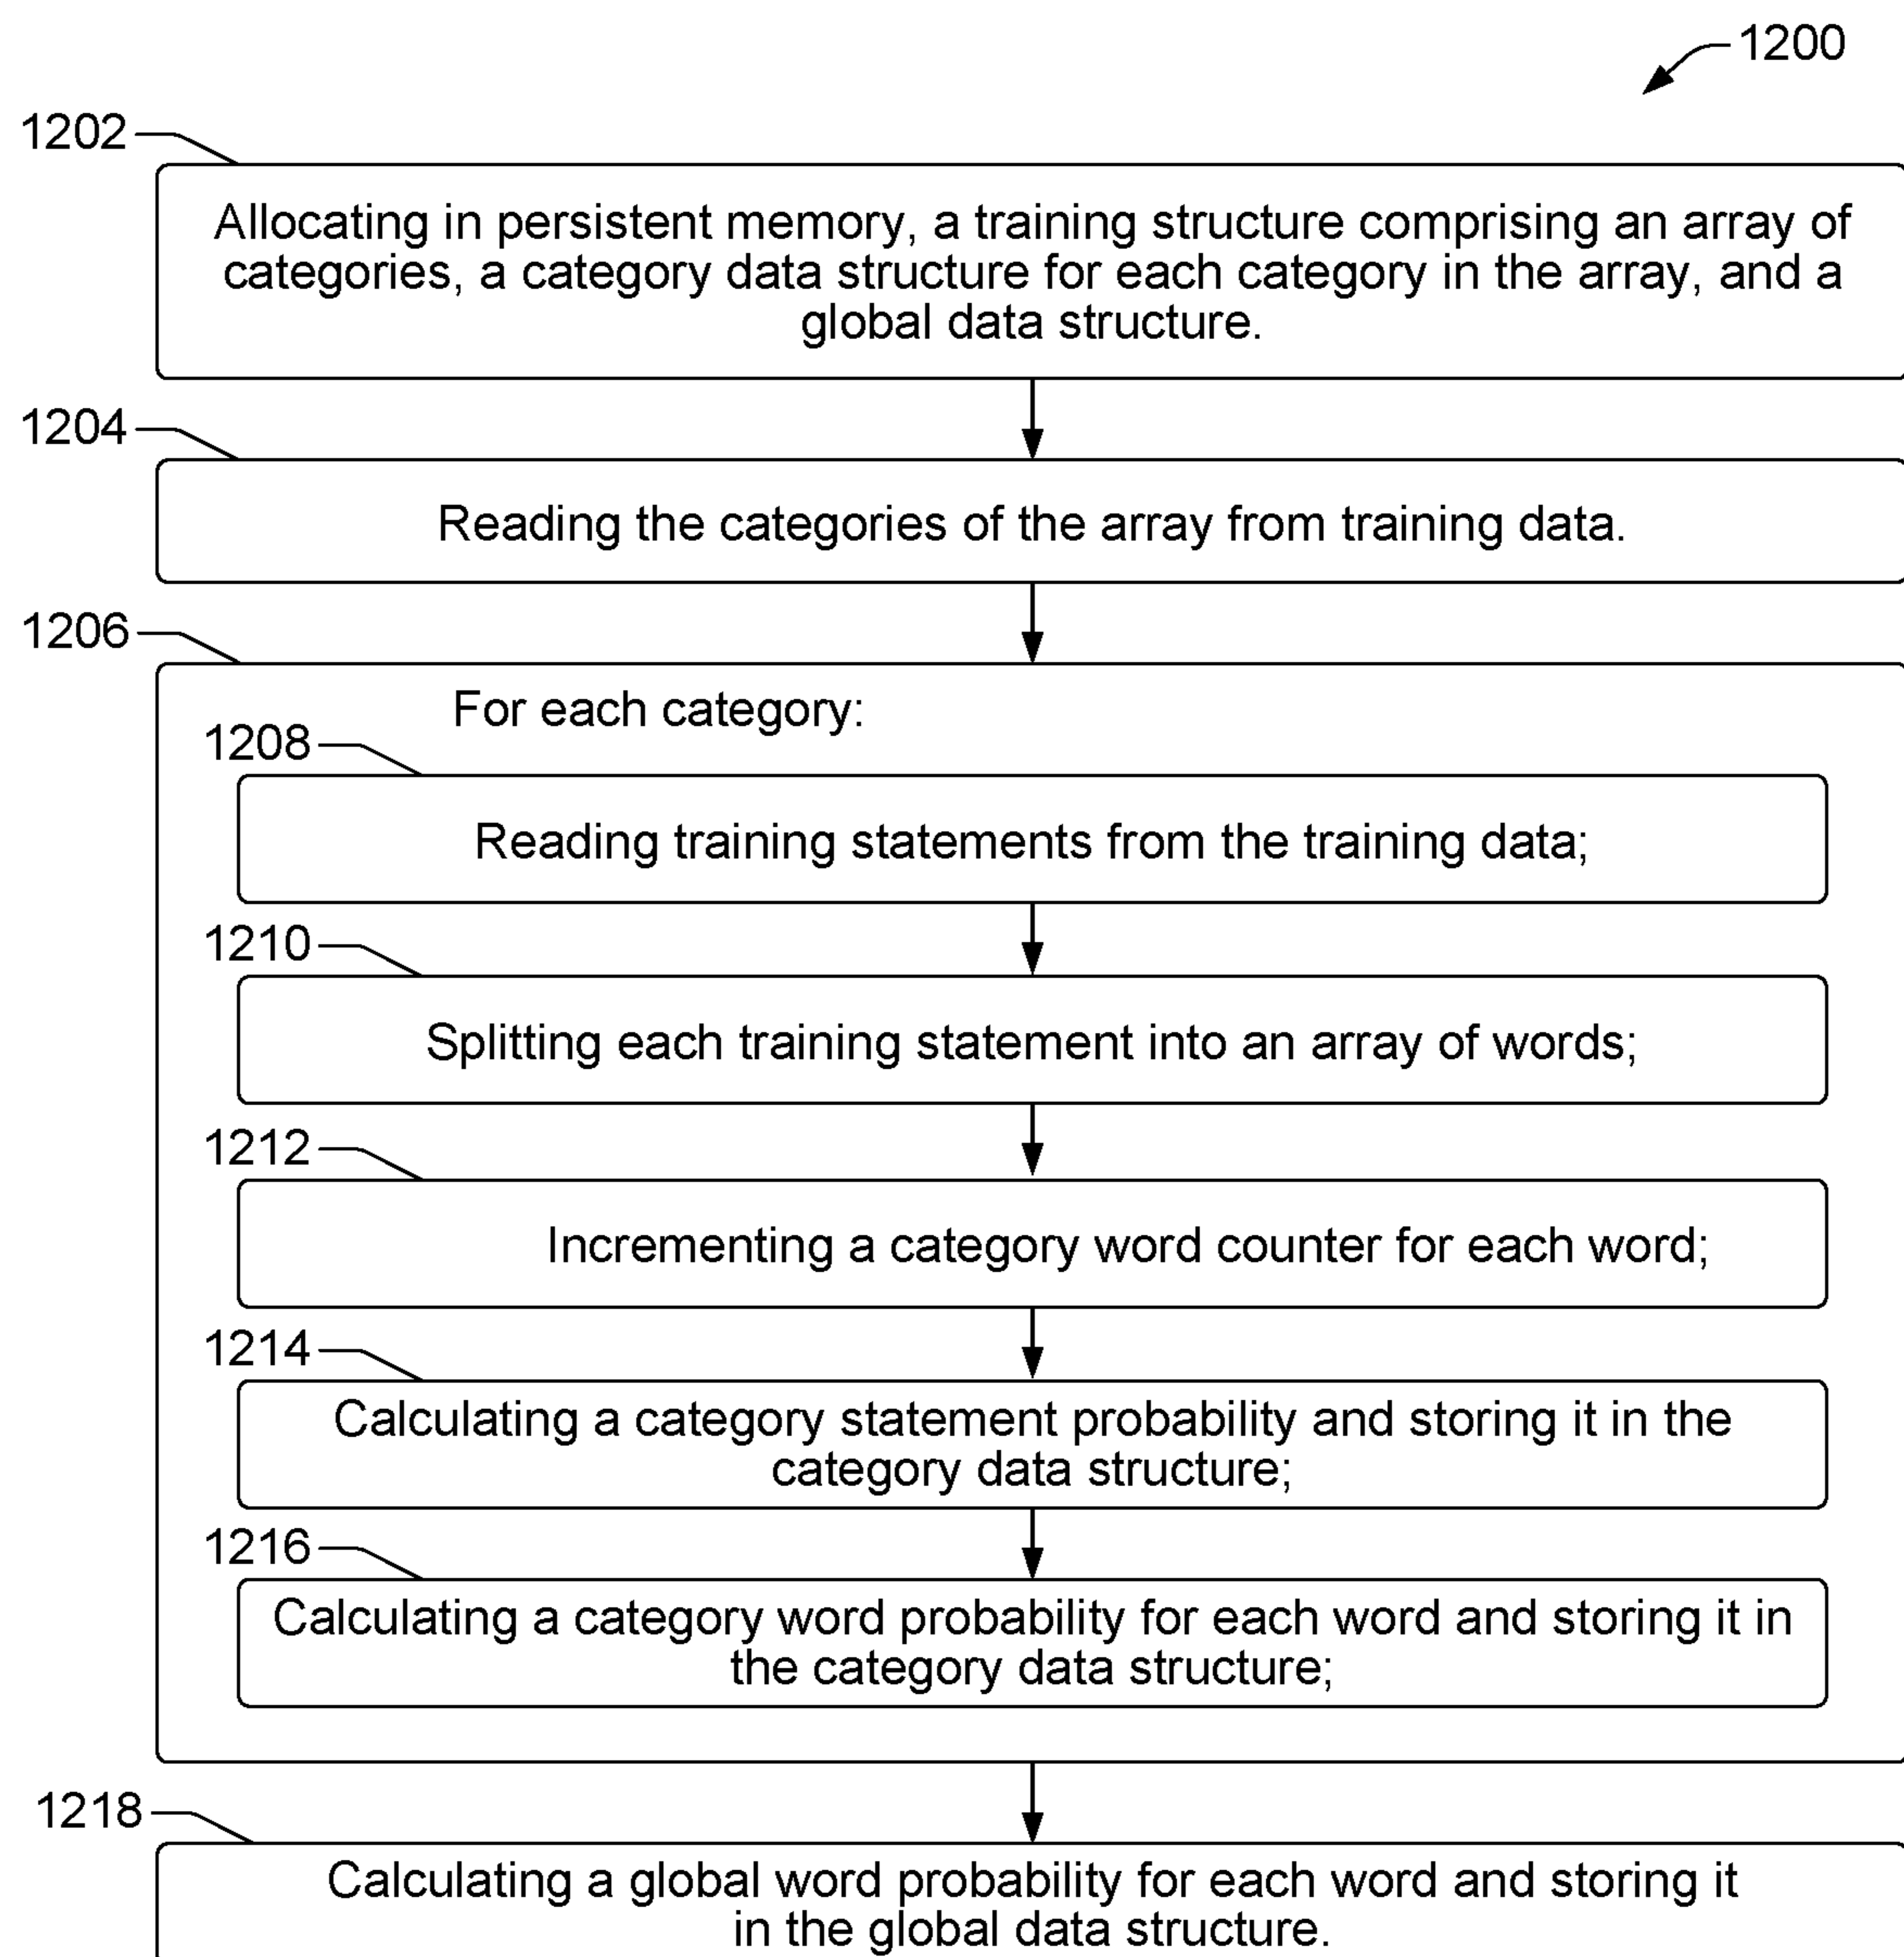 1200
1202
Allocating in persistent memory, a training structure comprising an array of
categories, a category data structure for each category in the array, and a
global data structure.
1204
Reading the categories of the array from training data.
1206
For each category:
1208
Reading training statements from the training data;
1210
Splitting each training statement into an array of words;
1212
Incrementing a category word counter for each word;
1214
Calculating a category statement probability and storing it in the
category data structure;
1216
Calculating a category word probability for each word and storing it in
the category data structure;
1218
Calculating a global word probability for each word and storing it
in the global data structure.